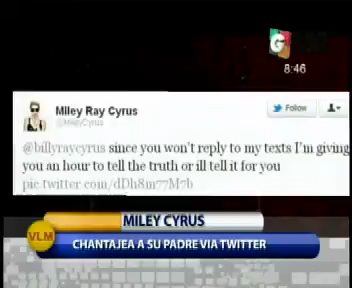 G
8:46
Miley Ray Cyrus
@MileyCyrus
Follow
@billyraycyrus since you won't reply to my texts I'm giving
you an hour to tell the truth or ill tell it for you
pic.twitter.com/dDh8m77M7b
MILEY CYRUS
VLM
CHANTAJEA A SU PADRE VIA TWITTER